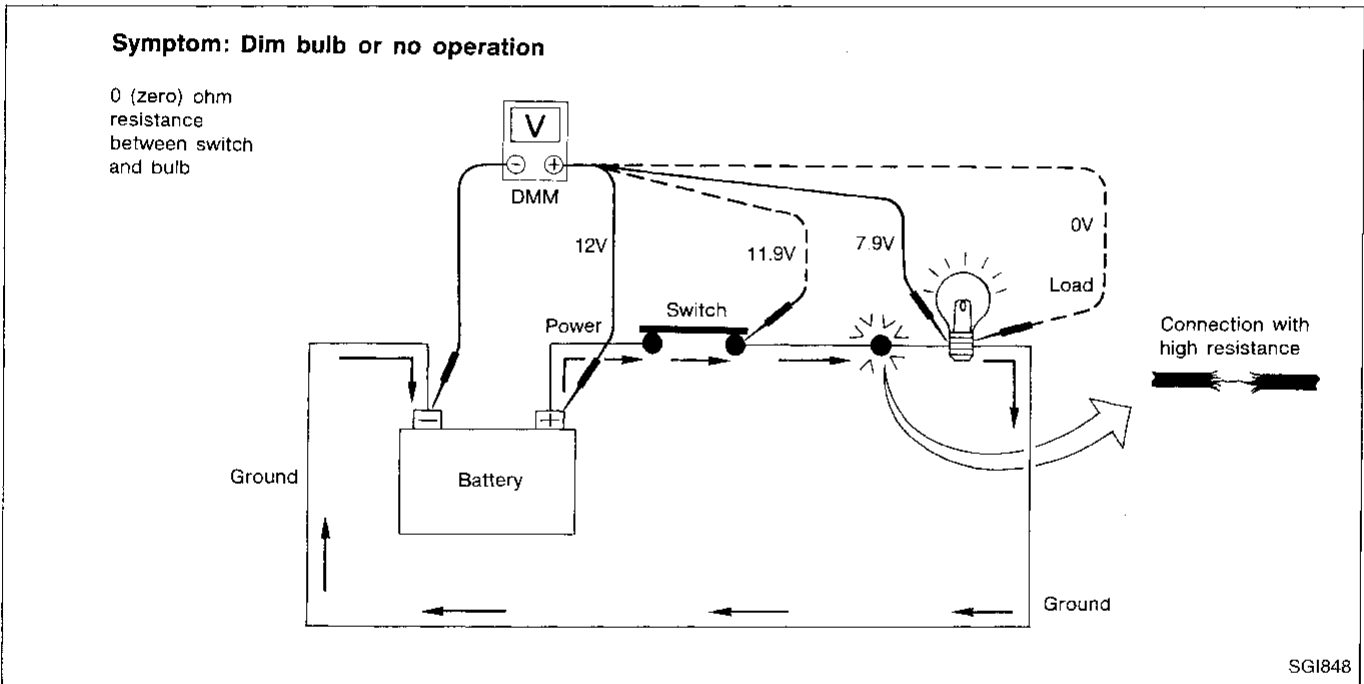 Symptom: Dim bulb or no operation
0 (zero) ohm
resistance
between switch
and bulb
V
DMM
12V
11.9V
7.9V
0V
Load
Switch
Power
Connection with
high resistance
Ground
Battery
Ground
SGI848